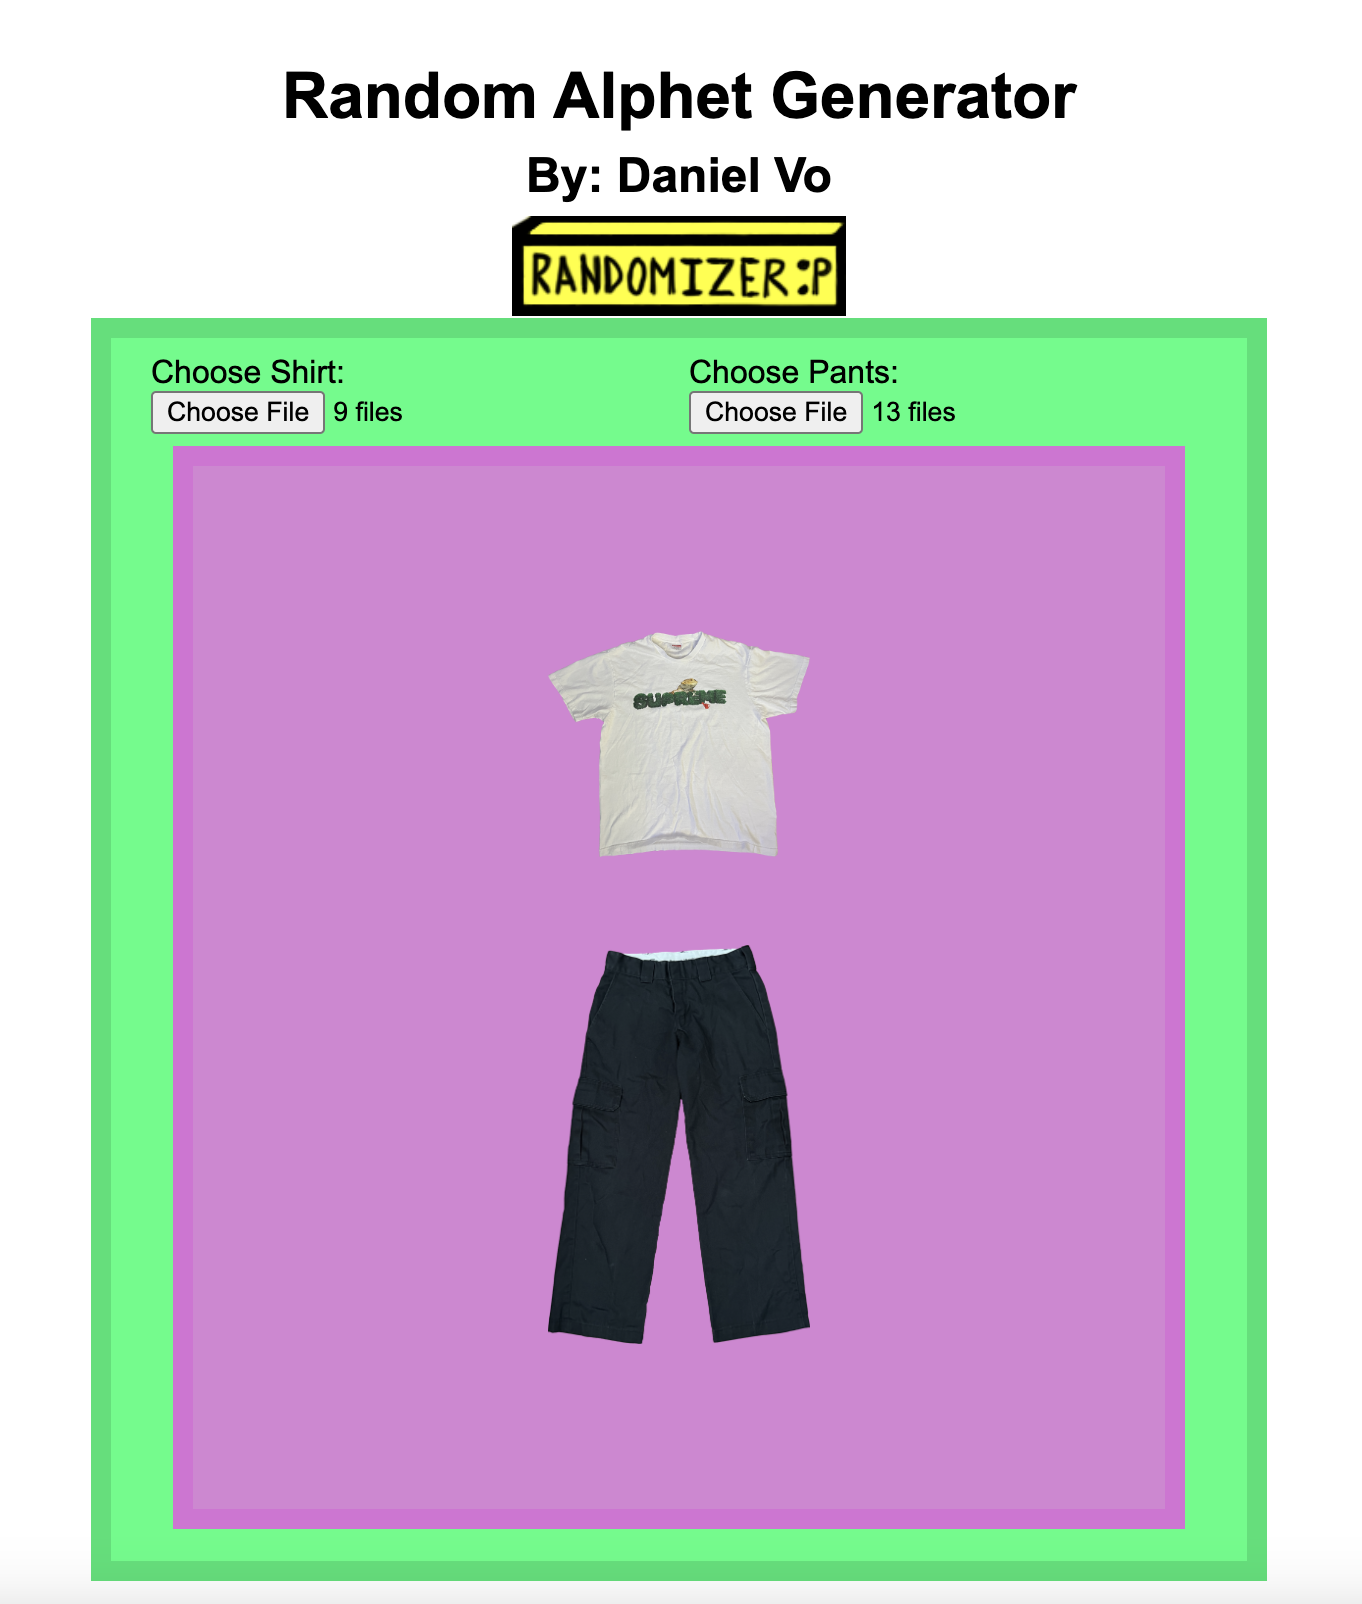 Random Alphet Generator
By: Daniel Vo
RANDOMIZER :P
Choose Shirt:
Choose File 9 files
Choose Pants:
Choose File 13 files
SUPREME